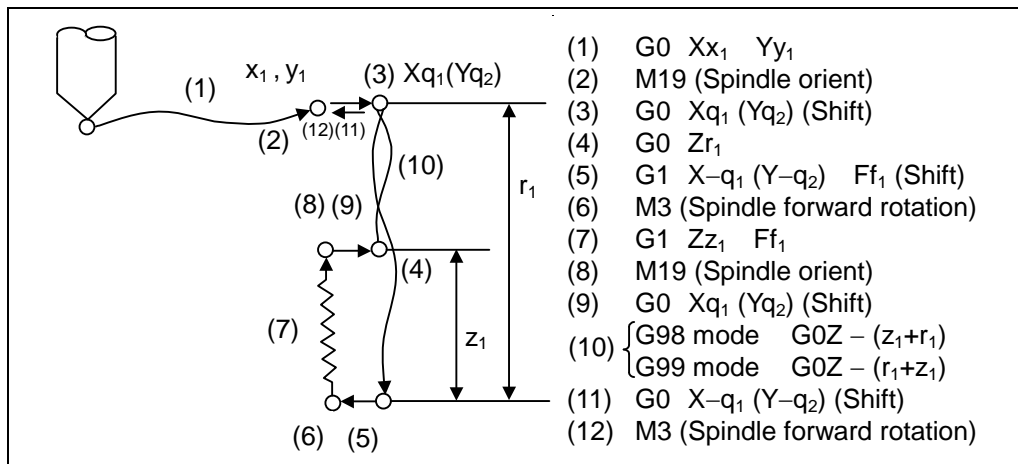 (1) G0 Xx₁ Yy₁
(2) M19 (Spindle orient)
(3) G0 Xq₁ (Yq₂) (Shift)
(4) G0 Zr₁
(5) G1 X−q₁ (Y−q₂) Ff₁ (Shift)
(6) M3 (Spindle forward rotation)
(7) G1 Zz₁ Ff₁
(8) M19 (Spindle orient)
(9) G0 Xq₁ (Yq₂) (Shift)
(10) G98 mode G0Z − (z₁+r₁)
G99 mode G0Z − (r₁+z₁)
(11) G0 X−q₁ (Y−q₂) (Shift)
(12) M3 (Spindle forward rotation)
x₁ , y₁
(3) Xq₁(Yq₂)
(1)
(2)
(12)(11)
(10)
r₁
(8) (9)
(4)
(7)
z₁
(6) (5)